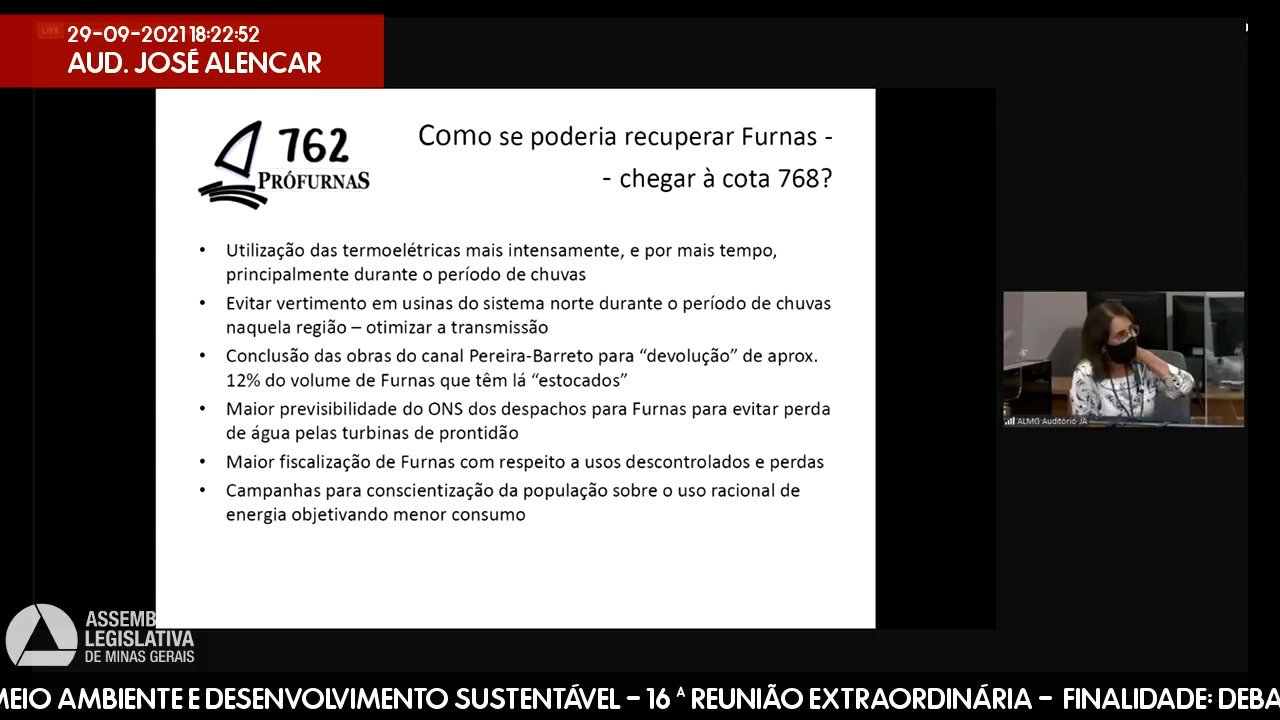 LIVE
29-09-2021 18:22:52
AUD. JOSÉ ALENCAR
762
PRÓFURNAS
Como se poderia recuperar Furnas -
- chegar à cota 768?
• Utilização das termoelétricas mais intensamente, e por mais tempo,
principalmente durante o período de chuvas
• Evitar vertimento em usinas do sistema norte durante o período de chuvas
naquela região – otimizar a transmissão
• Conclusão das obras do canal Pereira-Barreto para “devolução” de aprox.
12% do volume de Furnas que têm lá “estocados”
• Maior previsibilidade do ONS dos despachos para Furnas para evitar perda
de água pelas turbinas de prontidão
• Maior fiscalização de Furnas com respeito a usos descontrolados e perdas
• Campanhas para conscientização da população sobre o uso racional de
energia objetivando menor consumo
ALMG Auditório JA
ASSEMB
LEGISLATIVA
DE MINAS GERAIS
MEIO AMBIENTE E DESENVOLVIMENTO SUSTENTÁVEL - 16 ª REUNIÃO EXTRAORDINÁRIA - FINALIDADE: DEBA